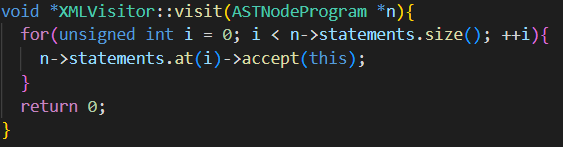 void *XMLVisitor::visit(ASTNodeProgram *n){
  for(unsigned int i = 0; i < n->statements.size(); ++i){
    n->statements.at(i)->accept(this);
  }
  return 0;
}